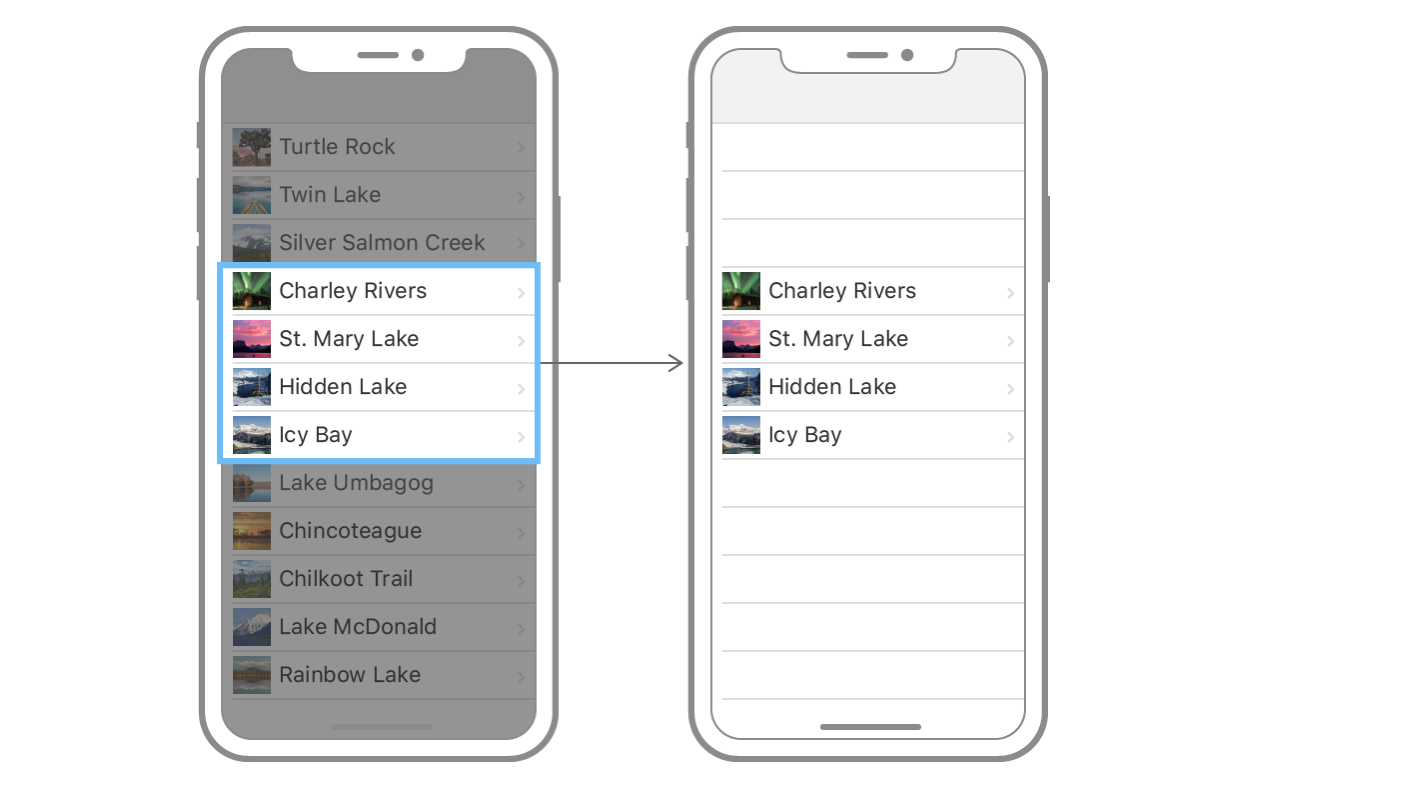 Turtle Rock
Twin Lake
Silver Salmon Creek
Charley Rivers
St. Mary Lake
Hidden Lake
Icy Bay
Lake Umbagog
Chincoteague
Chilkoot Trail
Lake McDonald
Rainbow Lake
Charley Rivers
St. Mary Lake
Hidden Lake
Icy Bay